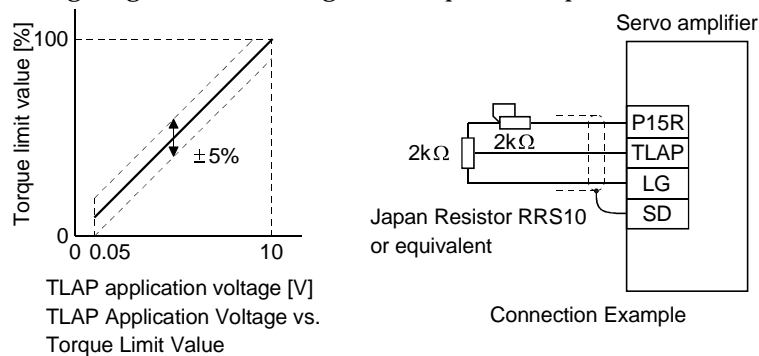 Torque limit value [%]
100
±5%
0
0 0.05
10
TLAP application voltage [V]
TLAP Application Voltage vs.
Torque Limit Value
Servo amplifier
P15R
2kΩ
2kΩ
TLAP
LG
SD
Japan Resistor RRS10
or equivalent
Connection Example